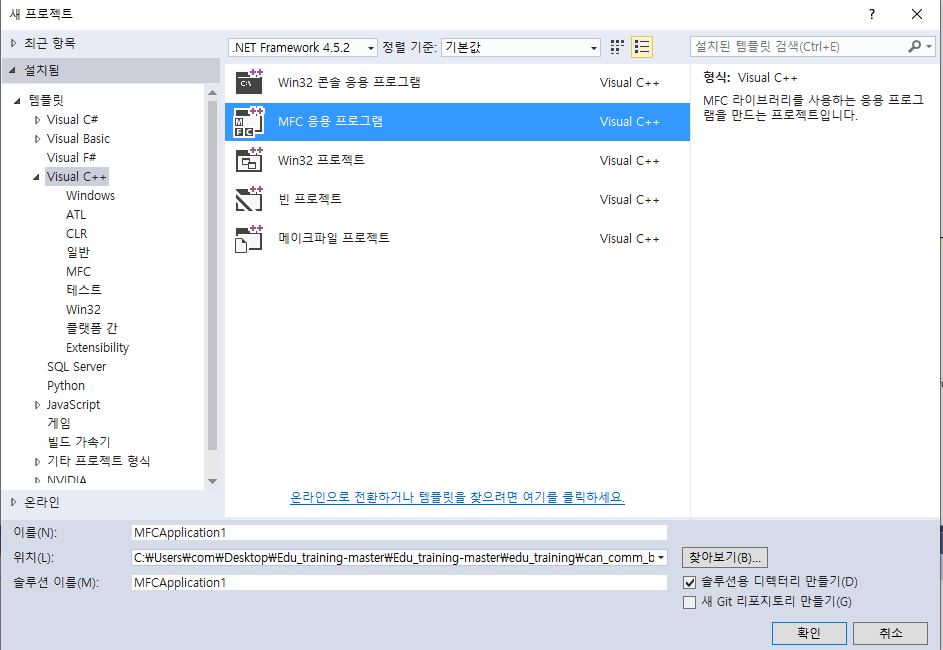 새 프로젝트
?
최근 항목
.NET Framework 4.5.2 정렬 기준: 기본값
설치된 템플릿 검색(Ctrl+E)
설치됨
템플릿
Visual C#
Visual Basic
Visual F#
Visual C++
Windows
ATL
CLR
일반
MFC
테스트
Win32
플랫폼 간
Extensibility
SQL Server
Python
JavaScript
게임
빌드 가속기
기타 프로젝트 형식
NVIDIA
온라인
Win32 콘솔 응용 프로그램 Visual C++
MFC 응용 프로그램 Visual C++
Win32 프로젝트 Visual C++
빈 프로젝트 Visual C++
메이크파일 프로젝트 Visual C++
온라인으로 전환하거나 템플릿을 찾으려면 여기를 클릭하세요.
형식: Visual C++
MFC 라이브러리를 사용하는 응용 프로그
램을 만드는 프로젝트입니다.
이름(N): MFCApplication1
위치(L): C:₩Users₩com₩Desktop₩Edu_training-master₩Edu_training-master₩edu_training₩can_comm_b
찾아보기(B)...
솔루션 이름(M): MFCApplication1
솔루션용 디렉터리 만들기(D)
새 Git 리포지토리 만들기(G)
확인 취소